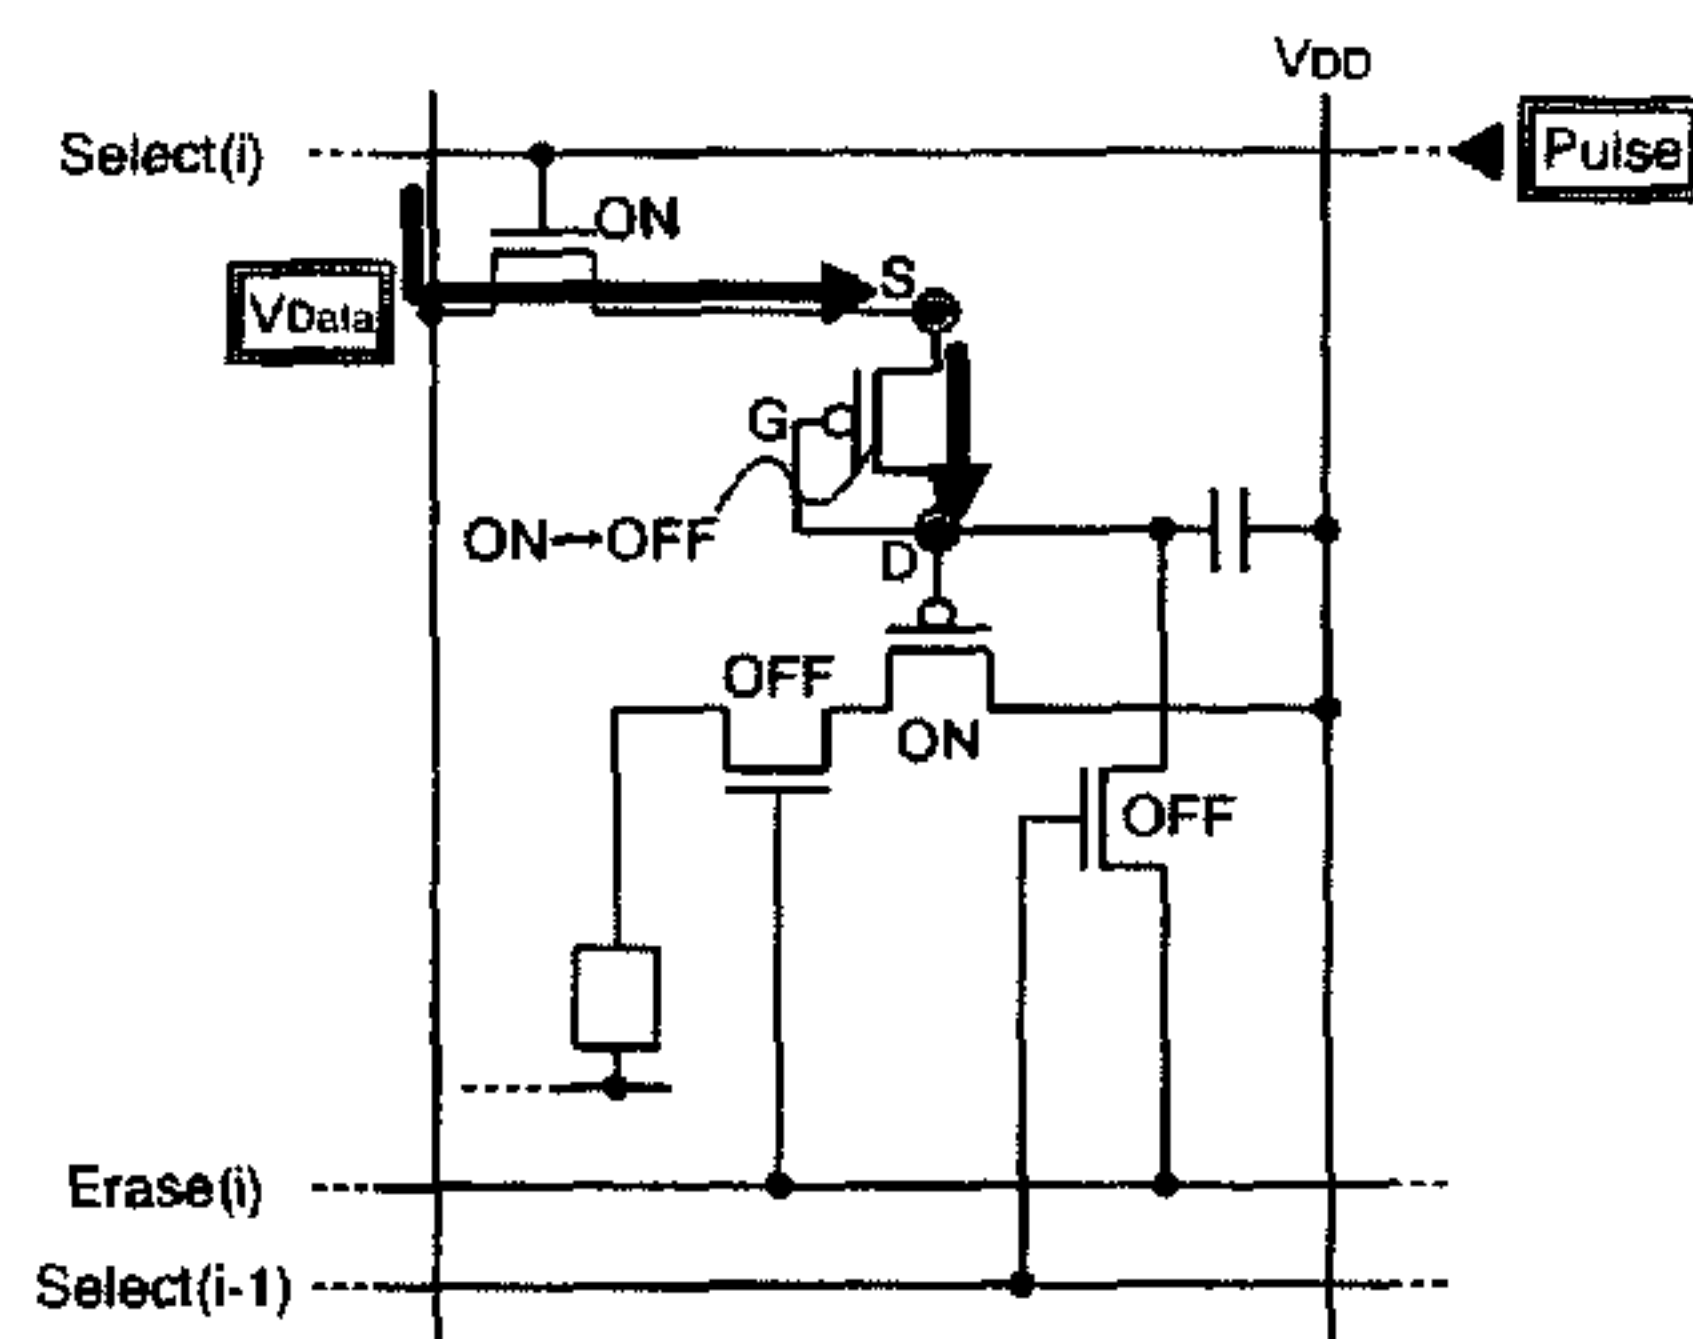 VDD
Select(i)
Pulse
ON
S
VData
G
ON→OFF
D
OFF
ON
OFF
Erase(i)
Select(i-1)